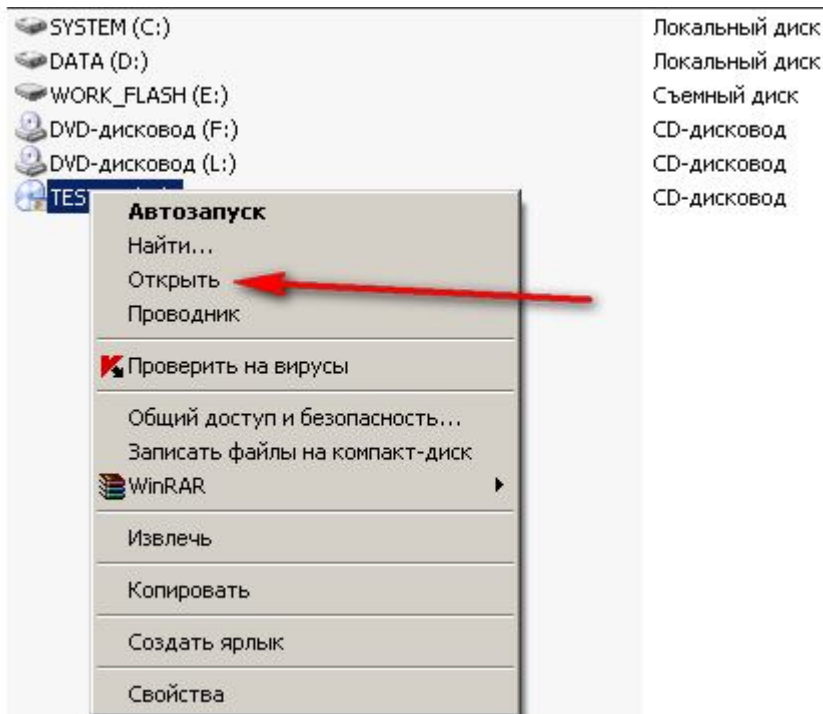 SYSTEM (C:) Локальный диск
DATA (D:) Локальный диск
WORK_FLASH (E:) Съемный диск
DVD-дисковод (F:) CD-дисковод
DVD-дисковод (L:) CD-дисковод
TES CD-дисковод
Автозапуск
Найти...
Открыть
Проводник
Проверить на вирусы
Общий доступ и безопасность...
Записать файлы на компакт-диск
WinRAR
Извлечь
Копировать
Создать ярлык
Свойства